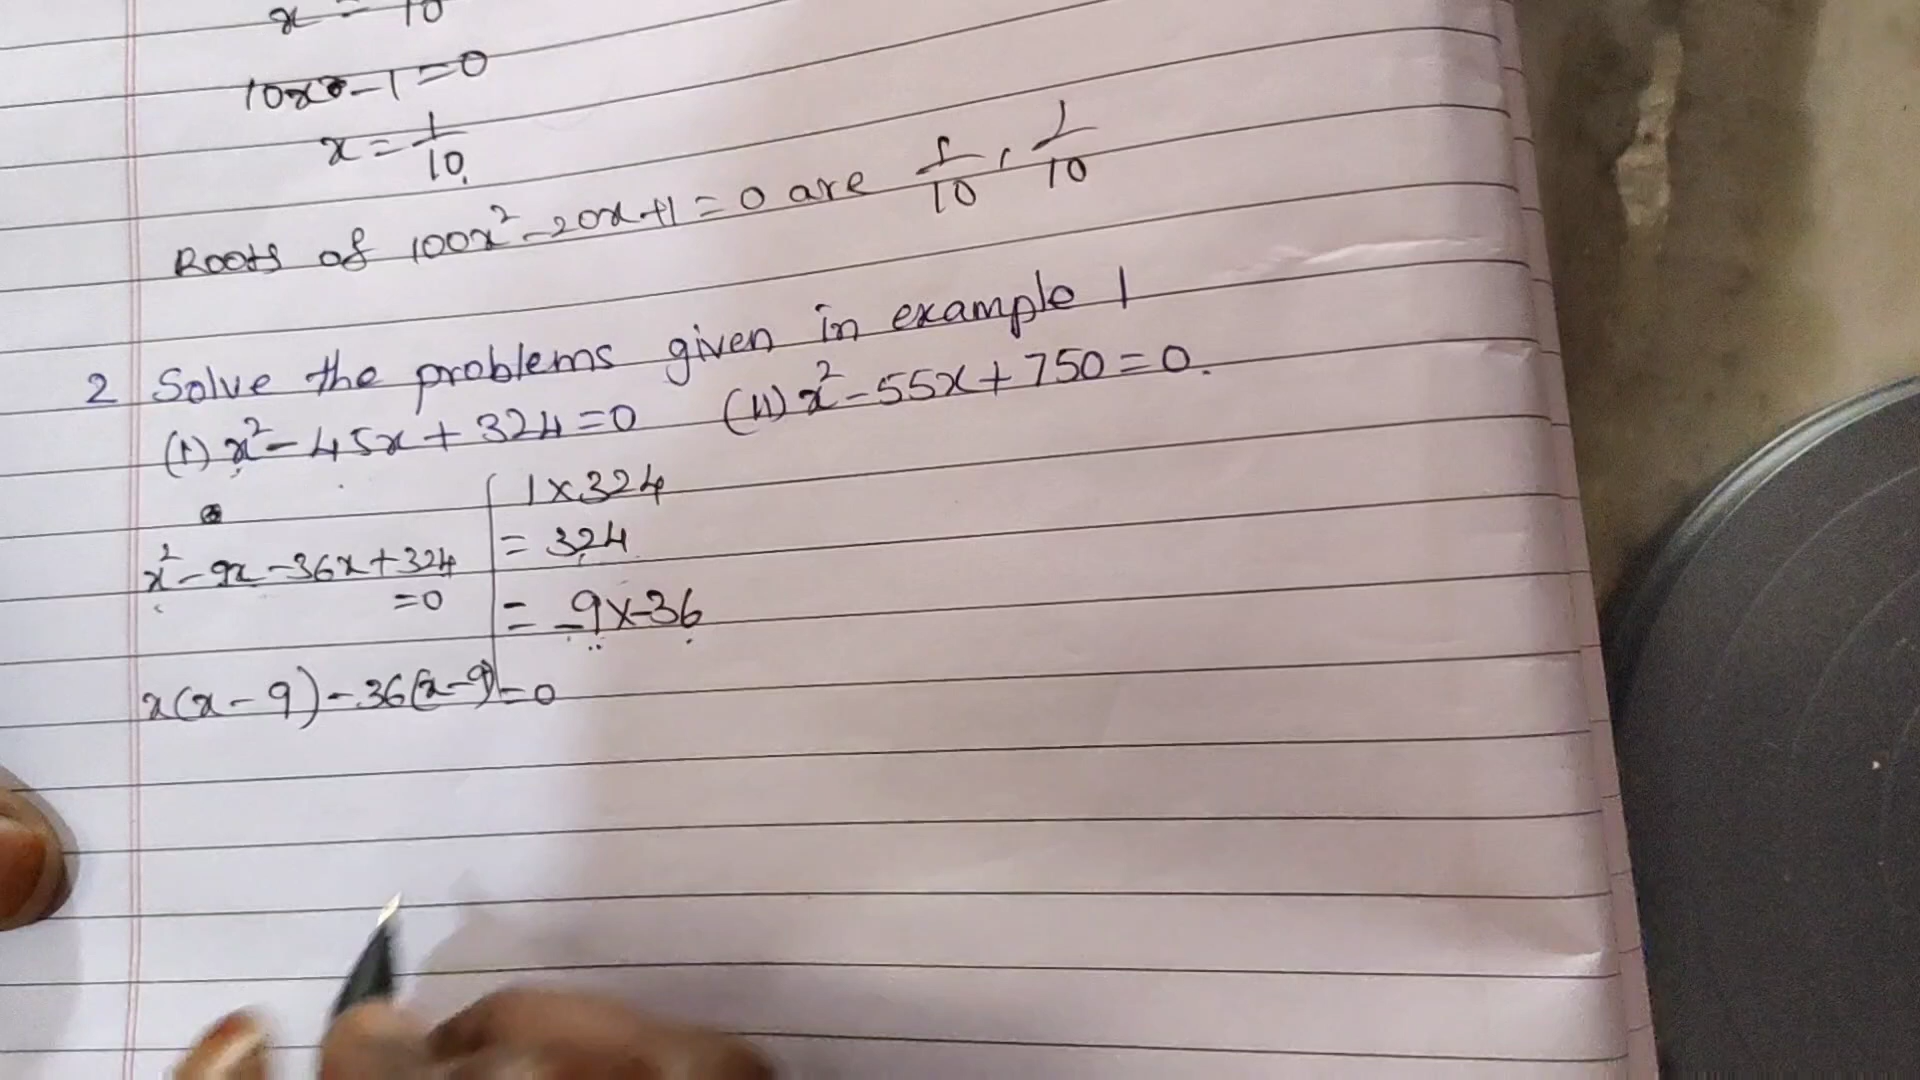 x = 10
10x - 1 = 0
x = 1/10
Roots of 100x² - 20x + 1 = 0 are 1/10, 1/10
2 Solve the problems given in example 1
(i) x² - 45x + 324 = 0 (ii) x² - 55x + 750 = 0.
1 x 324
= 324
x² - 9x - 36x + 324
= 0
= -9 x -36
x(x - 9) - 36(x - 9) = 0